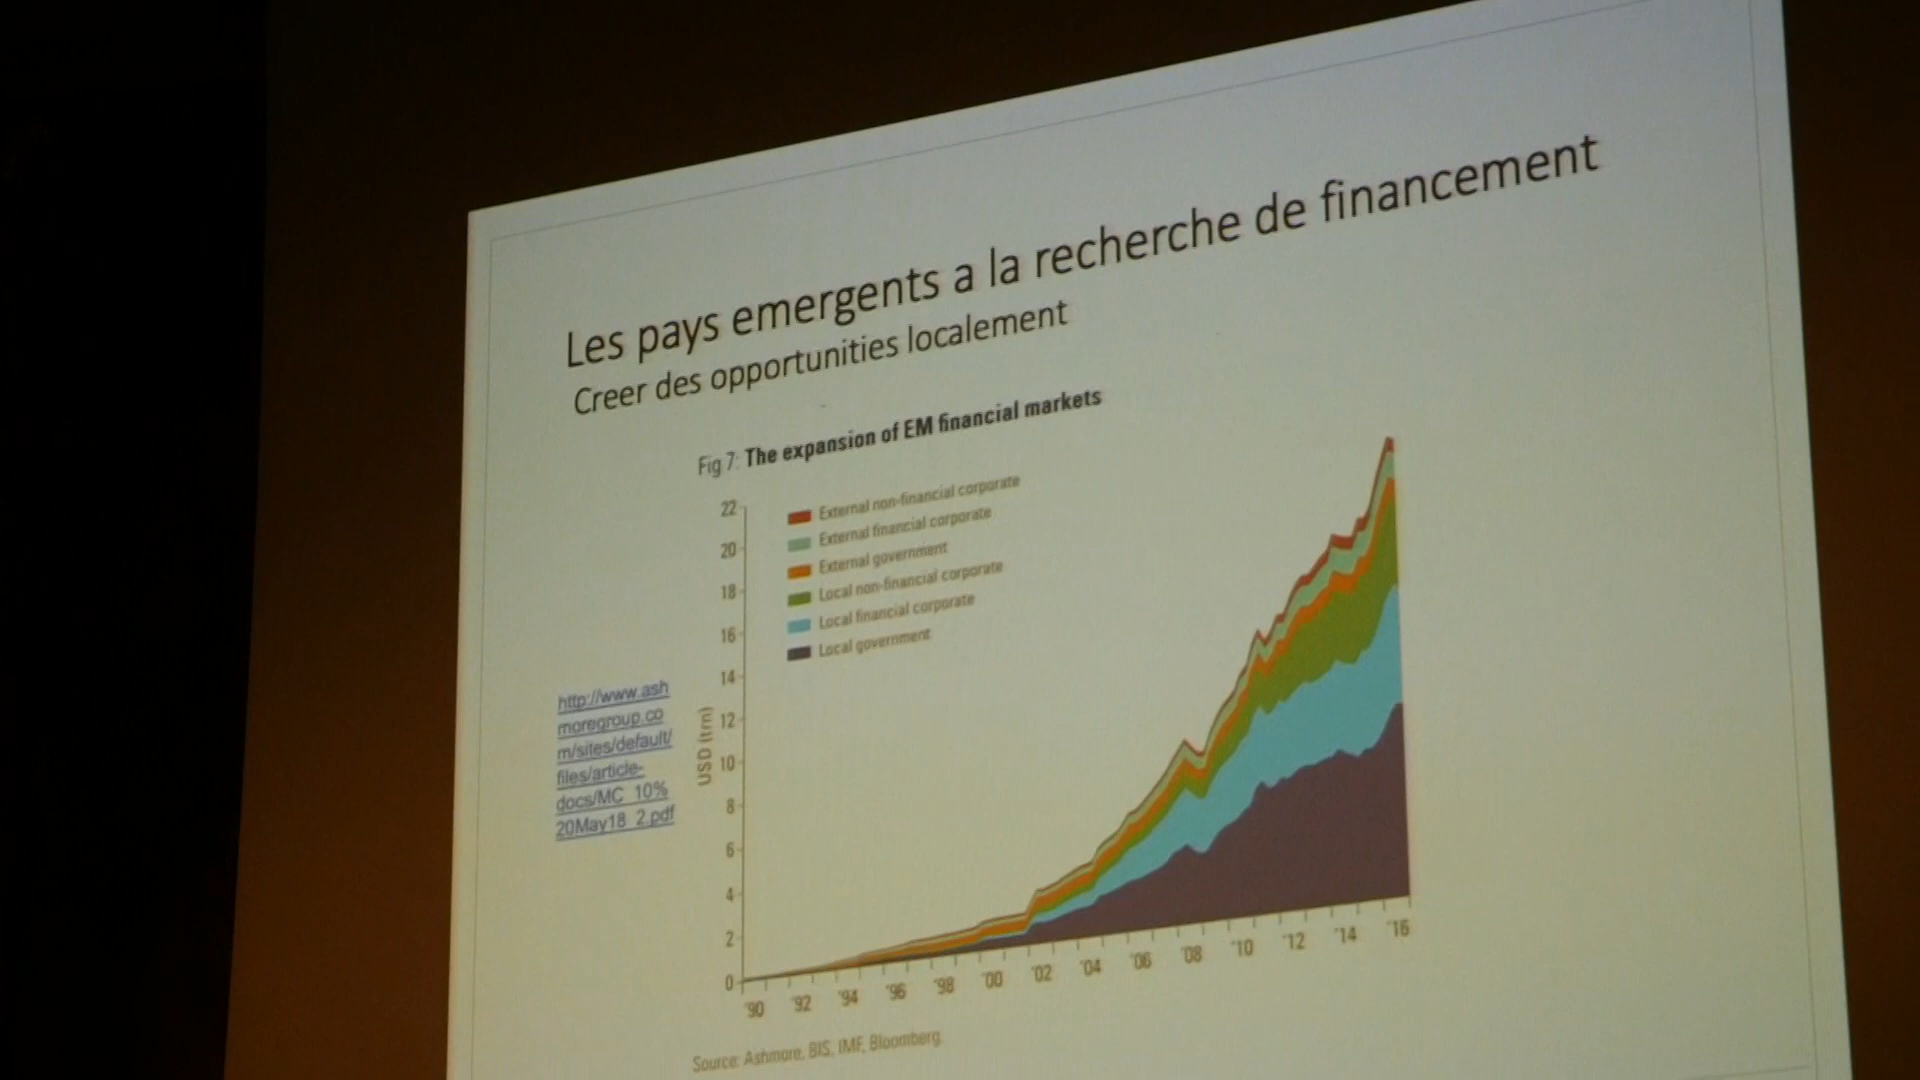 Les pays emergents a la recherche de financement
Creer des opportunities localement
Fig 7: The expansion of EM financial markets
22
20
18
16
14
12
10
8
6
4
2
0
USD (trn)
External non-financial corporate
External financial corporate
External government
Local non-financial corporate
Local financial corporate
Local government
http://www.ash
moregroup.co
m/sites/default/
files/article-
docs/MC_10%
20May18_2.pdf
'90 '92 '94 '96 '98 '00 '02 '04 '06 '08 '10 '12 '14 '16
Source: Ashmore, BIS, IMF, Bloomberg.